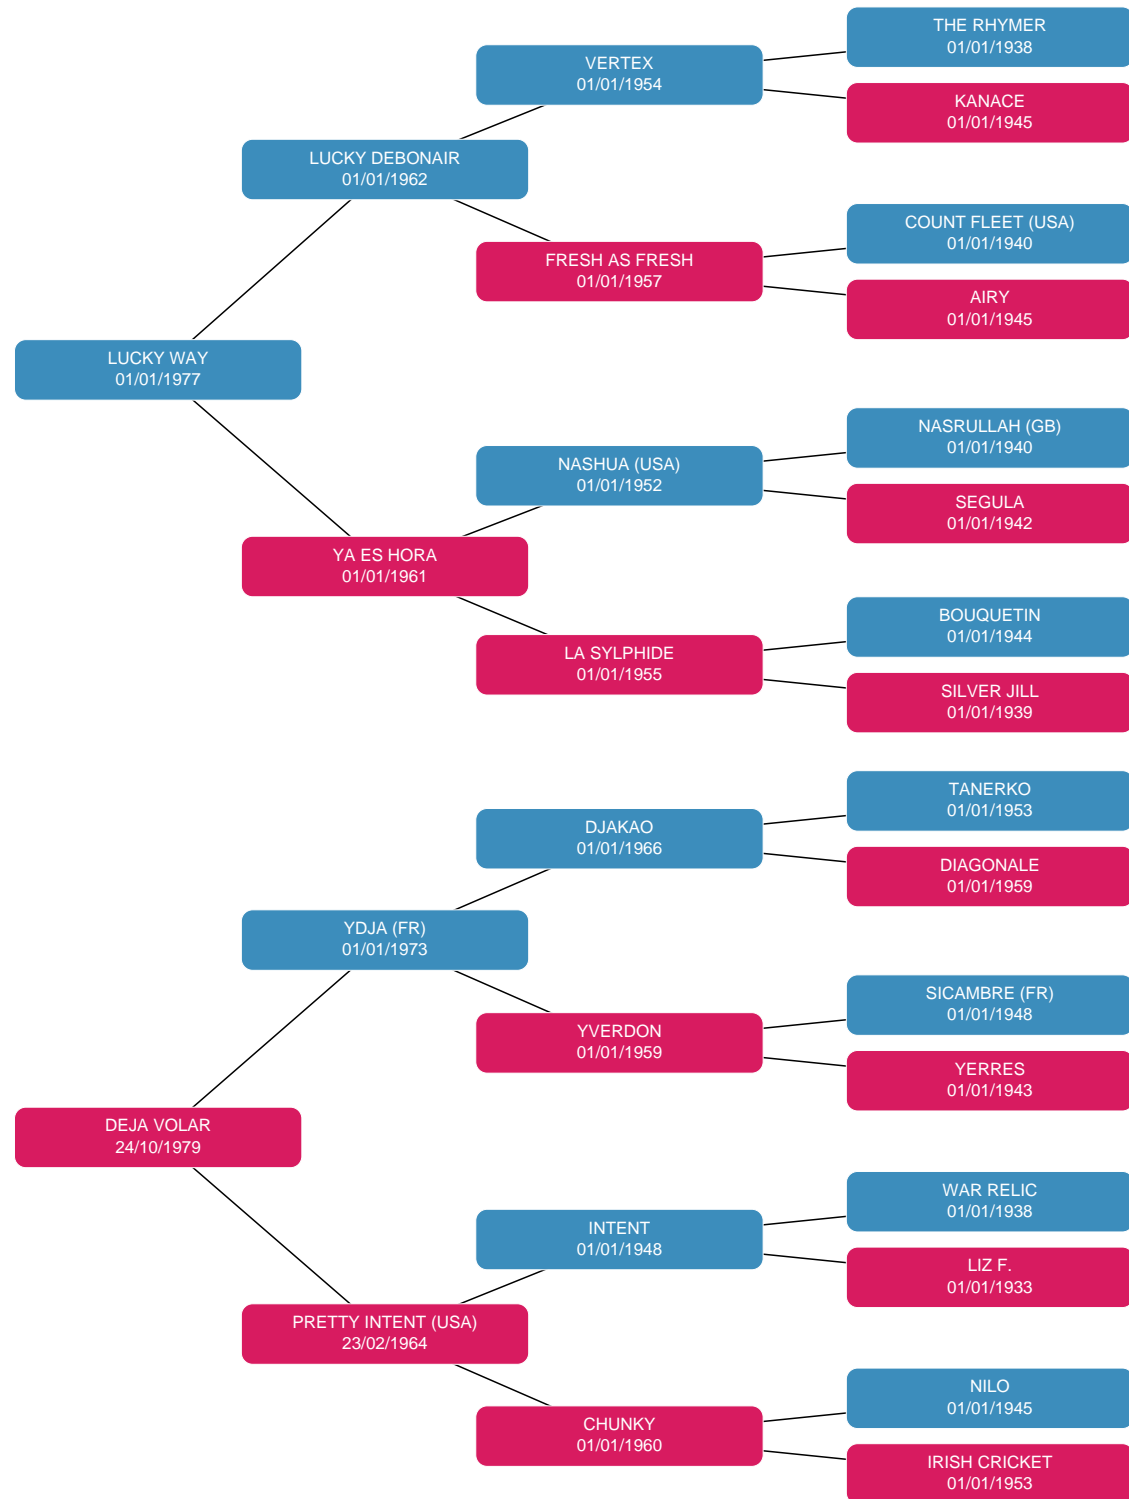 THE RHYMER
01/01/1938
VERTEX
01/01/1954
KANACE
01/01/1945
LUCKY DEBONAIR
01/01/1962
COUNT FLEET (USA)
01/01/1940
FRESH AS FRESH
01/01/1957
AIRY
01/01/1945
LUCKY WAY
01/01/1977
NASRULLAH (GB)
01/01/1940
NASHUA (USA)
01/01/1952
SEGULA
01/01/1942
YA ES HORA
01/01/1961
BOUQUETIN
01/01/1944
LA SYLPHIDE
01/01/1955
SILVER JILL
01/01/1939
TANERKO
01/01/1953
DJAKAO
01/01/1966
DIAGONALE
01/01/1959
YDJA (FR)
01/01/1973
SICAMBRE (FR)
01/01/1948
YVERDON
01/01/1959
YERRES
01/01/1943
DEJA VOLAR
24/10/1979
WAR RELIC
01/01/1938
INTENT
01/01/1948
LIZ F.
01/01/1933
PRETTY INTENT (USA)
23/02/1964
NILO
01/01/1945
CHUNKY
01/01/1960
IRISH CRICKET
01/01/1953